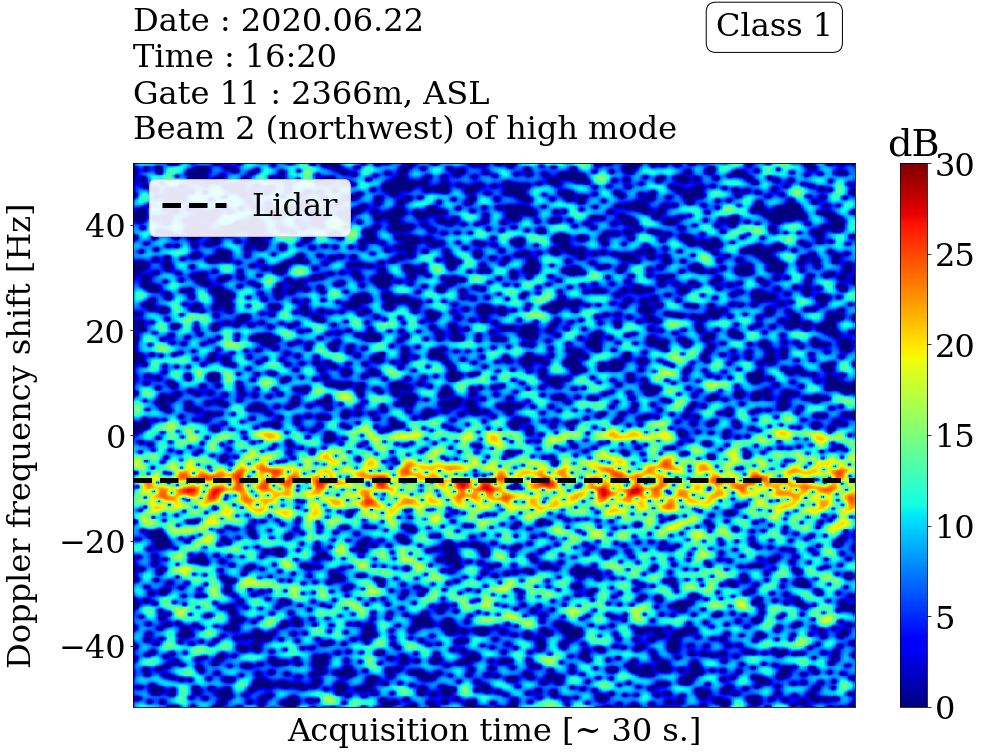 Date : 2020.06.22
Time : 16:20
Gate 11 : 2366m, ASL
Beam 2 (northwest) of high mode
Class 1
dB
Lidar
Doppler frequency shift [Hz]
40
20
0
−20
−40
30
25
20
15
10
5
0
Acquisition time [~ 30 s.]